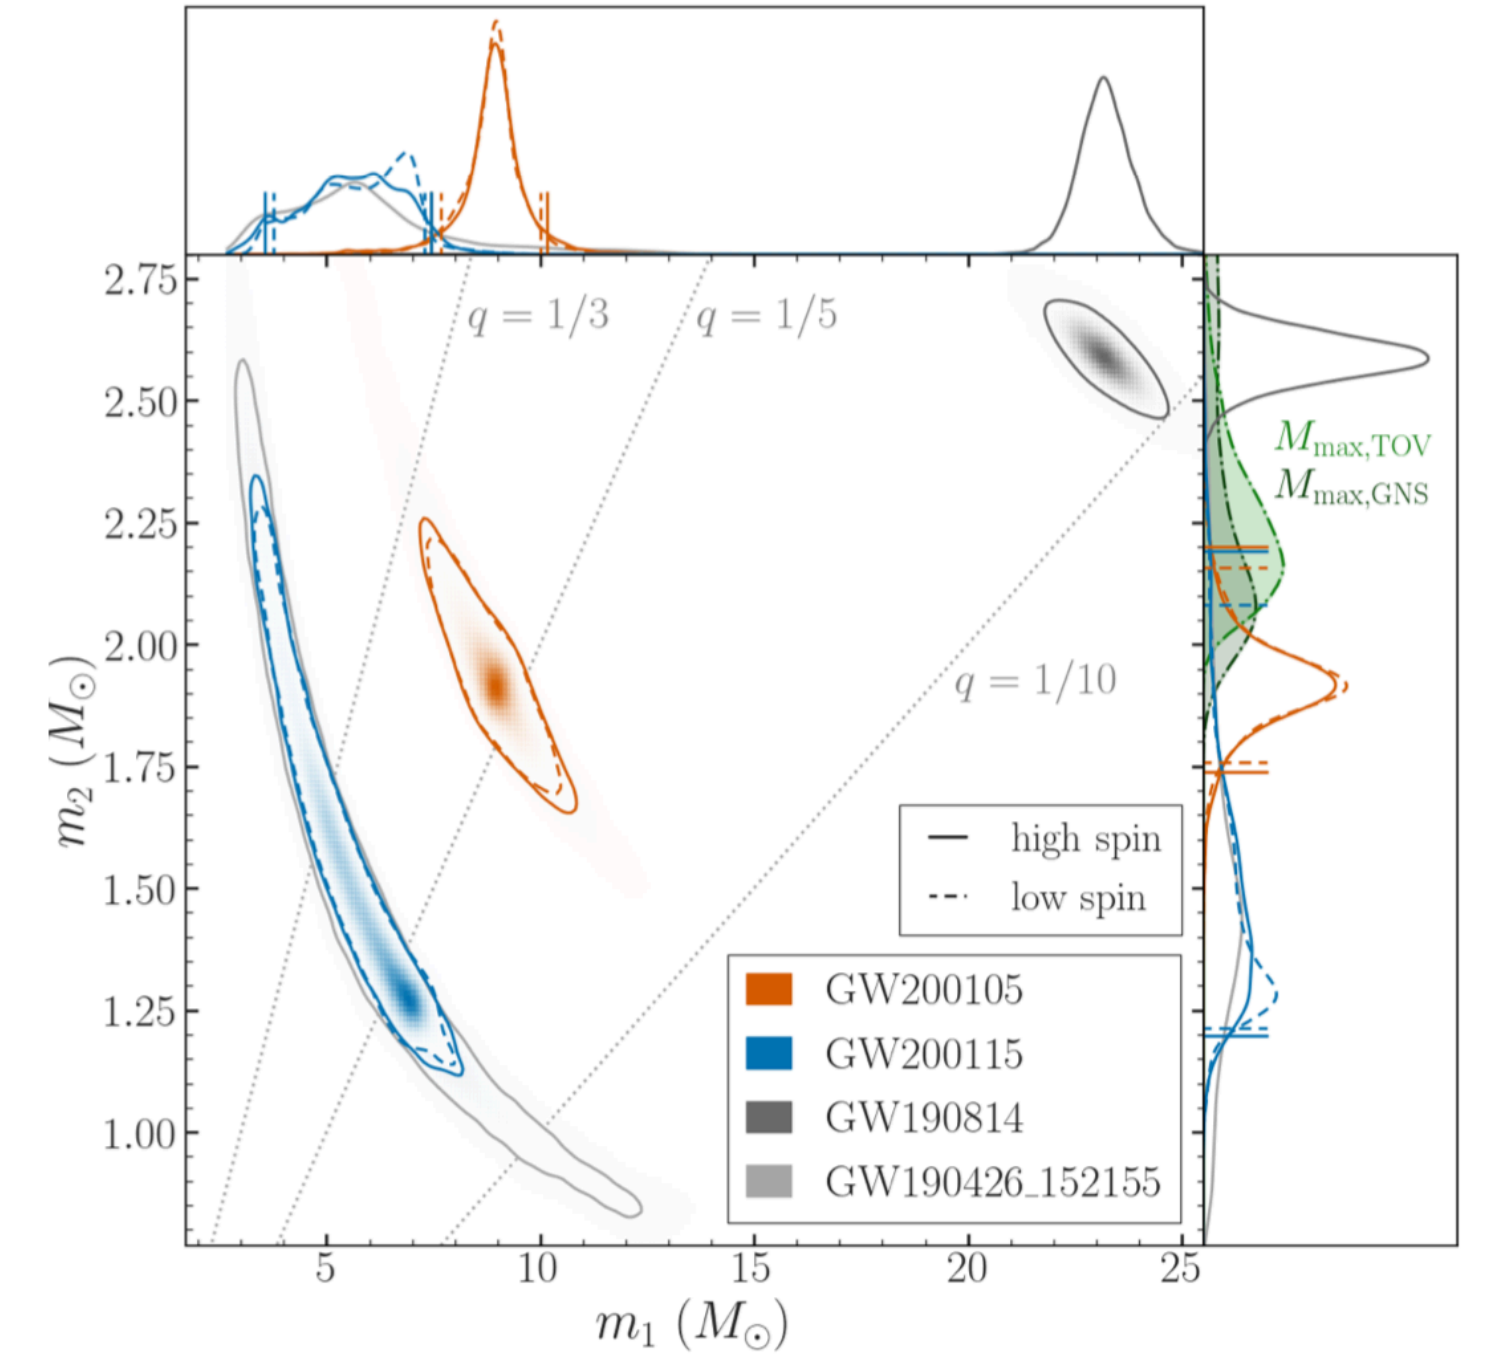 2.75
2.50
2.25
2.00
1.75
1.50
1.25
1.00
m₂ (M☉)
q = 1/3
q = 1/5
q = 1/10
M_max,TOV
M_max,GNS
high spin
low spin
GW200105
GW200115
GW190814
GW190426_152155
5 10 15 20 25
m₁ (M☉)